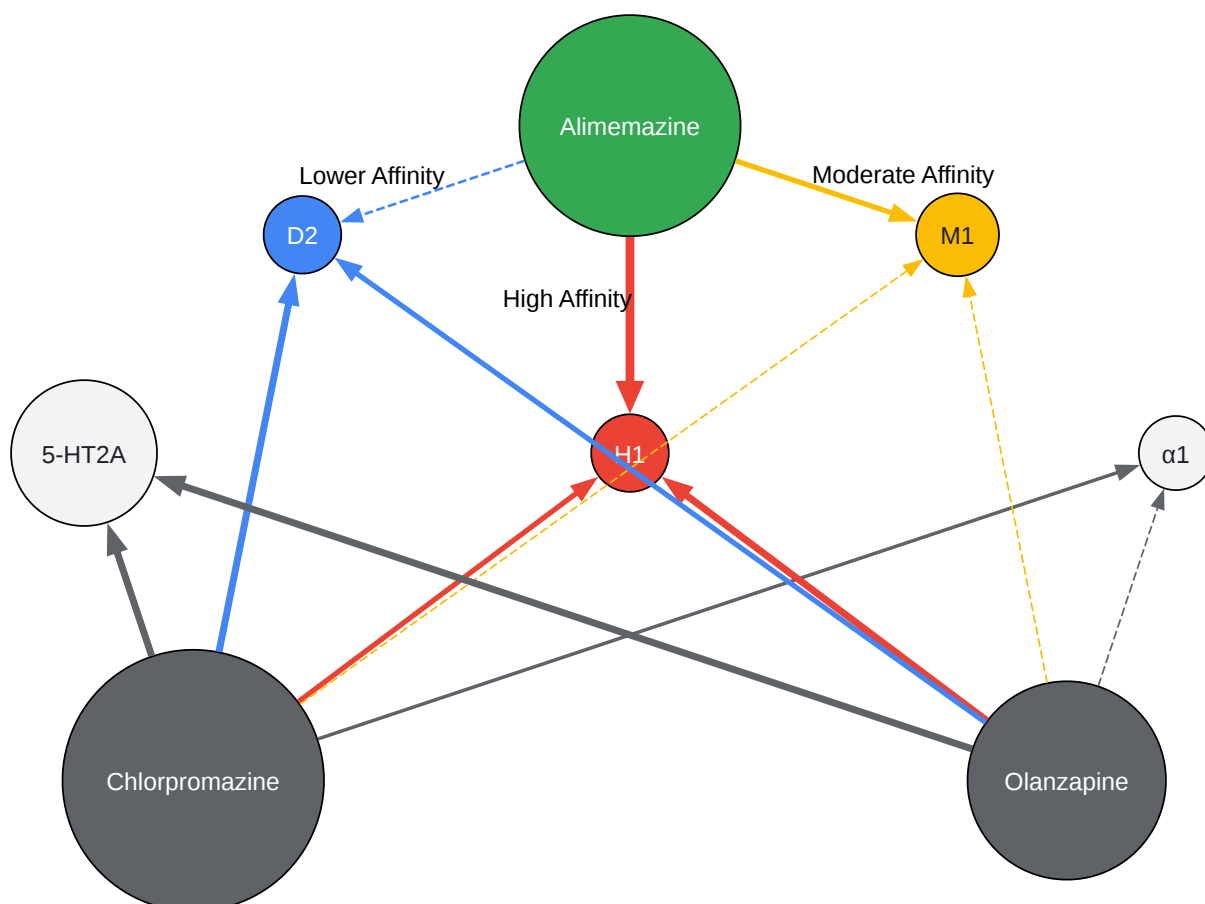 Alimemazine
Lower Affinity
Moderate Affinity
D2
M1
High Affinity
5-HT2A
H1
α1
Chlorpromazine
Olanzapine